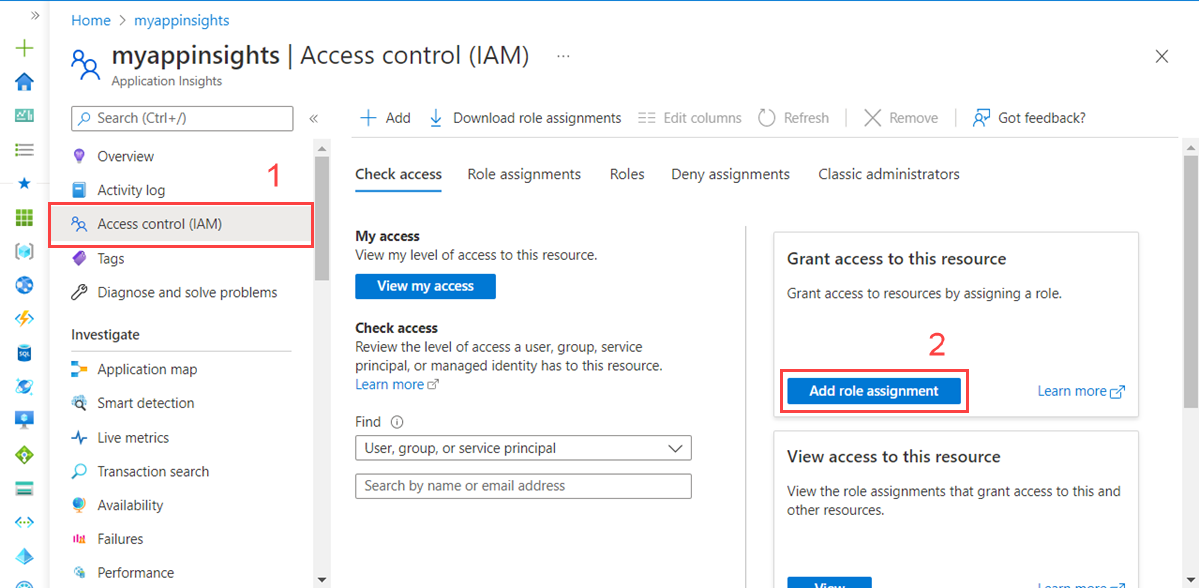 Home > myappinsights
myappinsights | Access control (IAM) ...
Application Insights
Search (Ctrl+/)
Overview
1
Activity log
Access control (IAM)
Tags
Diagnose and solve problems
Investigate
Application map
Smart detection
Live metrics
Transaction search
Availability
Failures
Performance
SQL
Add Download role assignments Edit columns Refresh Remove Got feedback?
Check access Role assignments Roles Deny assignments Classic administrators
My access
View my level of access to this resource.
View my access
Check access
Review the level of access a user, group, service
principal, or managed identity has to this resource.
Learn more
Find
User, group, or service principal
Search by name or email address
Grant access to this resource
Grant access to resources by assigning a role.
2
Add role assignment Learn more
View access to this resource
View the role assignments that grant access to this and
other resources.
View Learn more